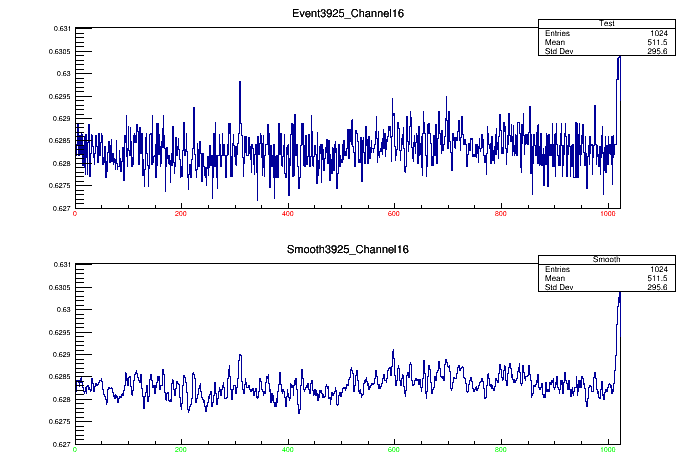 Event3925_Channel16
Test
Entries 1024
Mean 511.5
Std Dev 295.6
0.631
0.6305
0.63
0.6295
0.629
0.6285
0.628
0.6275
0.627
0 200 400 600 800 1000
Smooth3925_Channel16
Smooth
Entries 1024
Mean 511.5
Std Dev 295.6
0.631
0.6305
0.63
0.6295
0.629
0.6285
0.628
0.6275
0.627
0 200 400 600 800 1000